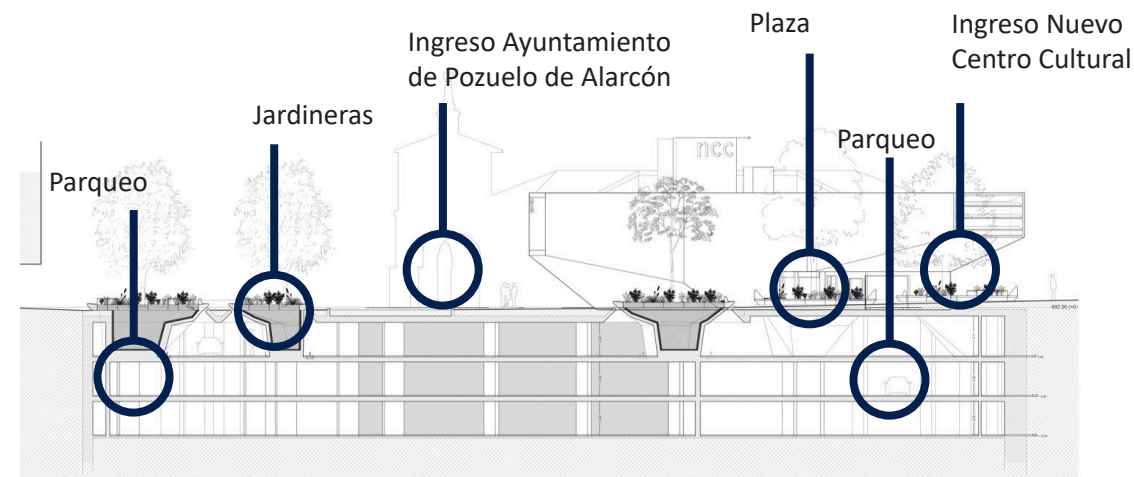 Plaza
Ingreso Nuevo
Centro Cultural
Ingreso Ayuntamiento
de Pozuelo de Alarcón
Jardineras
Parqueo
Parqueo
ncc